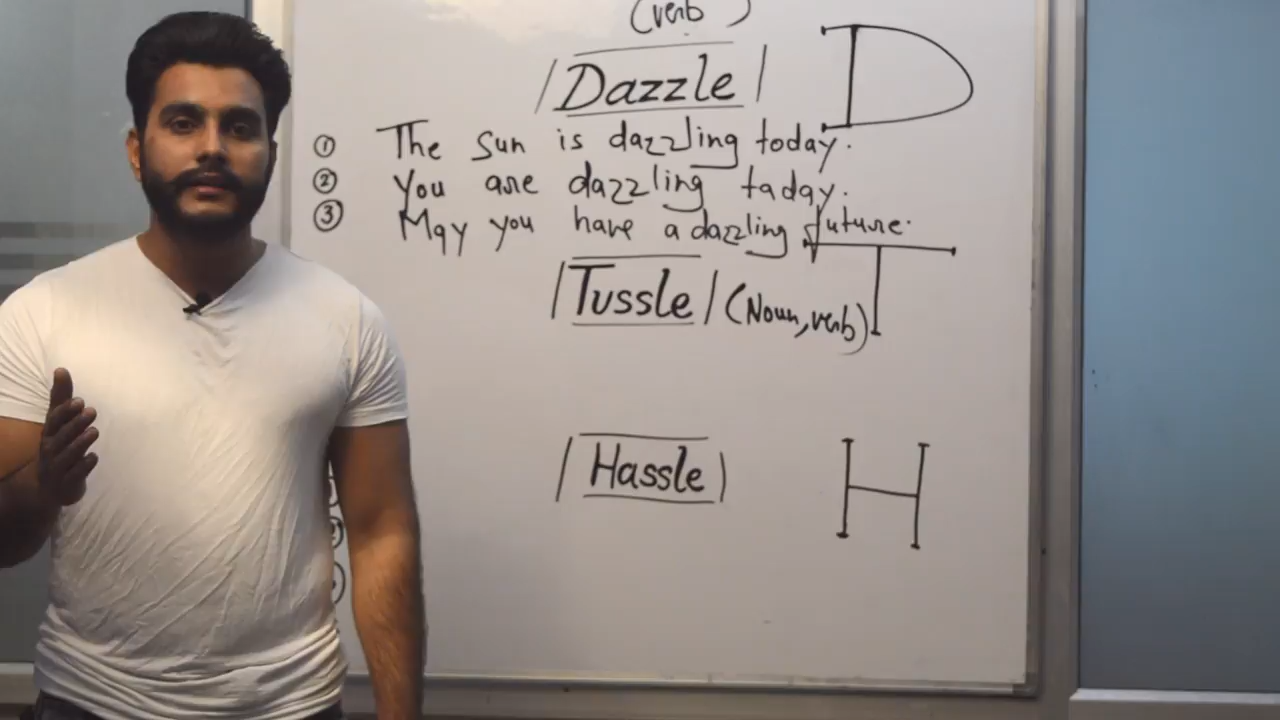 (verb)
Dazzle D
① The Sun is dazzling today.
② You are dazzling taday.
③ May you have a dazzling future.
Tussle (Noun, verb) T
Hassle H